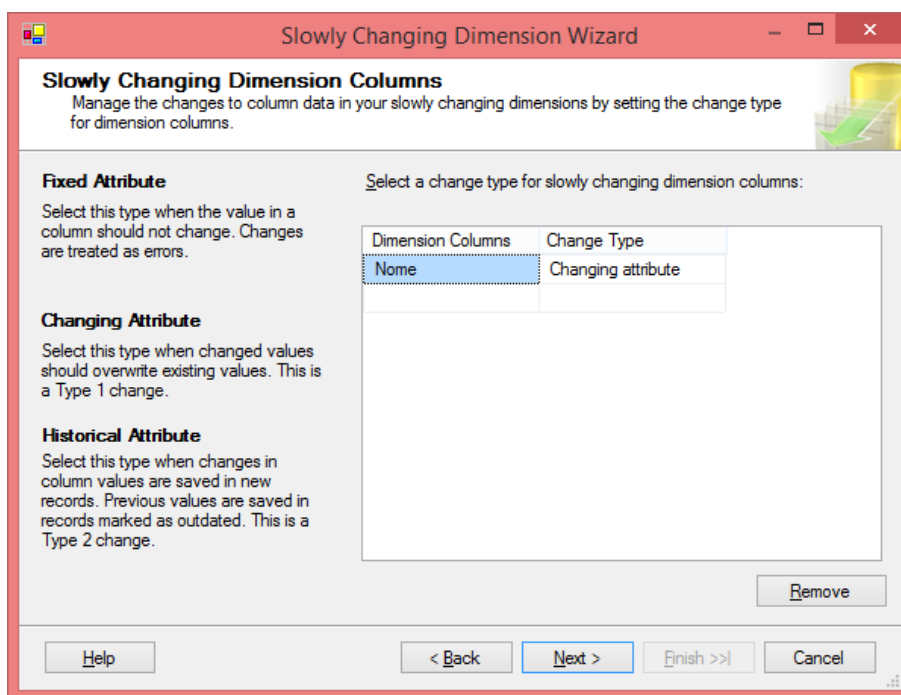 Slowly Changing Dimension Wizard
Slowly Changing Dimension Columns
Manage the changes to column data in your slowly changing dimensions by setting the change type
for dimension columns.
Fixed Attribute
Select this type when the value in a
column should not change. Changes
are treated as errors.
Changing Attribute
Select this type when changed values
should overwrite existing values. This is
a Type 1 change.
Historical Attribute
Select this type when changes in
column values are saved in new
records. Previous values are saved in
records marked as outdated. This is a
Type 2 change.
Select a change type for slowly changing dimension columns:
Dimension Columns Change Type
Nome Changing attribute
Remove
Help < Back Next > Finish >>| Cancel